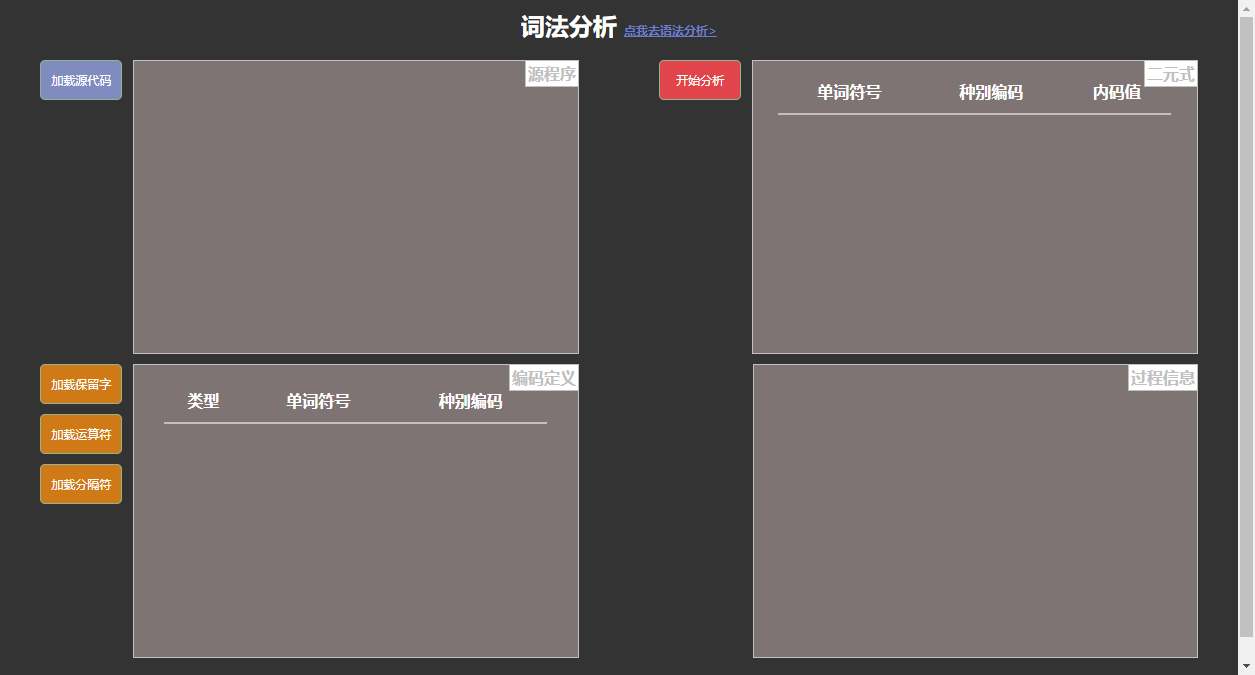 词法分析 点我去语法分析>
加载源代码
源程序
开始分析
二元式
单词符号 种别编码 内码值
加载保留字
加载运算符
加载分隔符
编码定义
类型 单词符号 种别编码
过程信息